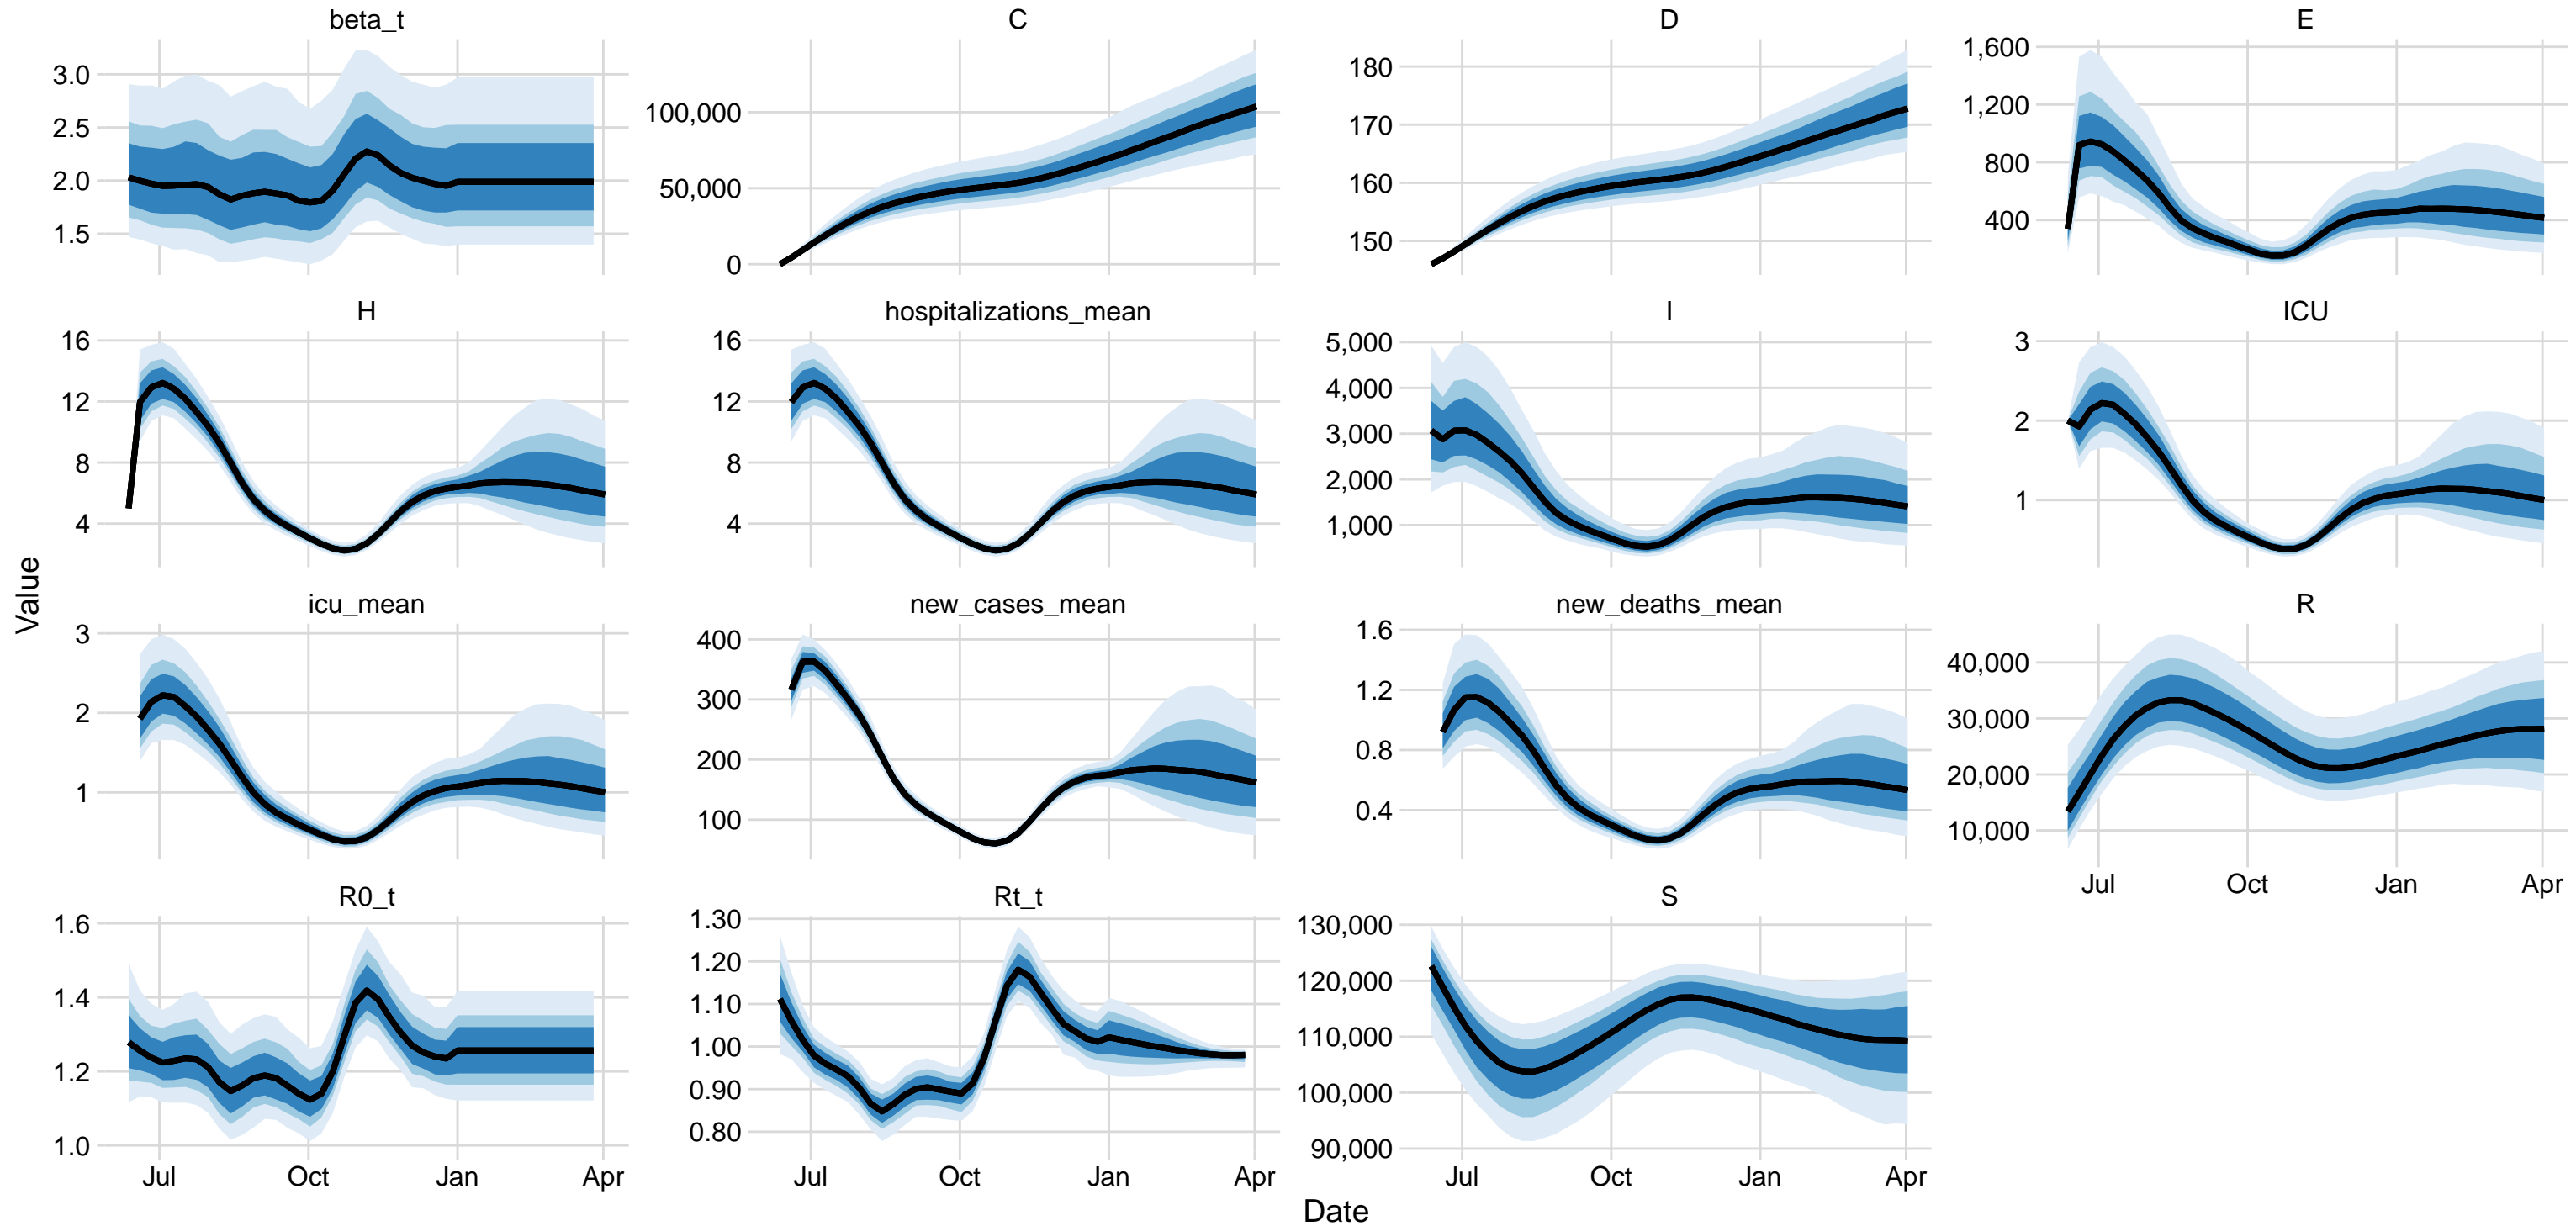 beta_t
C
D
E
3.0
2.5
2.0
1.5
100,000
50,000
0
180
170
160
150
1,600
1,200
800
400
H
hospitalizations_mean
I
ICU
16
12
8
4
16
12
8
4
5,000
4,000
3,000
2,000
1,000
3
2
1
Value
icu_mean
new_cases_mean
new_deaths_mean
R
3
2
1
400
300
200
100
1.6
1.2
0.8
0.4
40,000
30,000
20,000
10,000
Jul Oct Jan Apr
R0_t
Rt_t
S
1.6
1.4
1.2
1.0
1.30
1.20
1.10
1.00
0.90
0.80
130,000
120,000
110,000
100,000
90,000
Jul Oct Jan Apr
Jul Oct Jan Apr
Jul Oct Jan Apr
Date